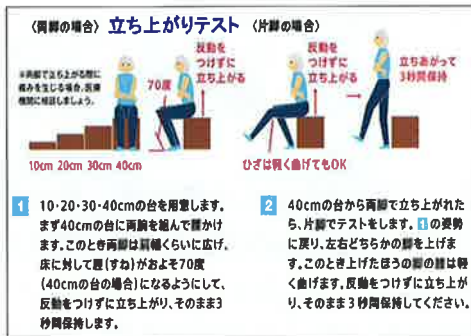 〈両脚の場合〉 立ち上がりテスト 〈片脚の場合〉
※両脚で立ち上がる際に
痛みを生じる場合、医療
機関に相談しましょう。
70度
反動を
つけずに
立ち上がる
反動を
つけずに
立ち上がる
立ちあがって
3秒間保持
10cm 20cm 30cm 40cm
ひざは軽く曲げてもOK
1 10・20・30・40cmの台を用意します。
まず40cmの台に両腕を組んで腰かけ
ます。このとき両脚は肩幅くらいに広げ、
床に対して脛(すね)がおよそ70度
(40cmの台の場合)になるようにして、
反動をつけずに立ち上がり、そのまま3
秒間保持します。
2 40cmの台から両脚で立ち上がれた
ら、片脚でテストをします。1の姿勢
に戻り、左右どちらかの脚を上げま
す。このとき上げたほうの脚の膝は軽
く曲げます。反動をつけずに立ち上が
り、そのまま3秒間保持してください。